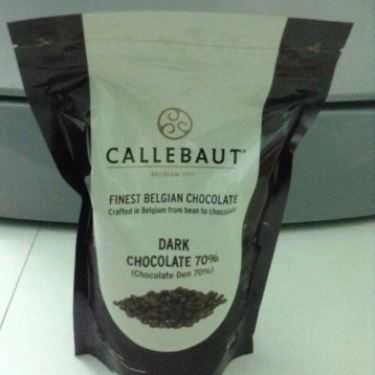 CALLEBAUT
FINEST BELGIAN CHOCOLATE
Crafted in Belgium from bean to chocolate
DARK
CHOCOLATE 70%
(Chocolate Den 70%)